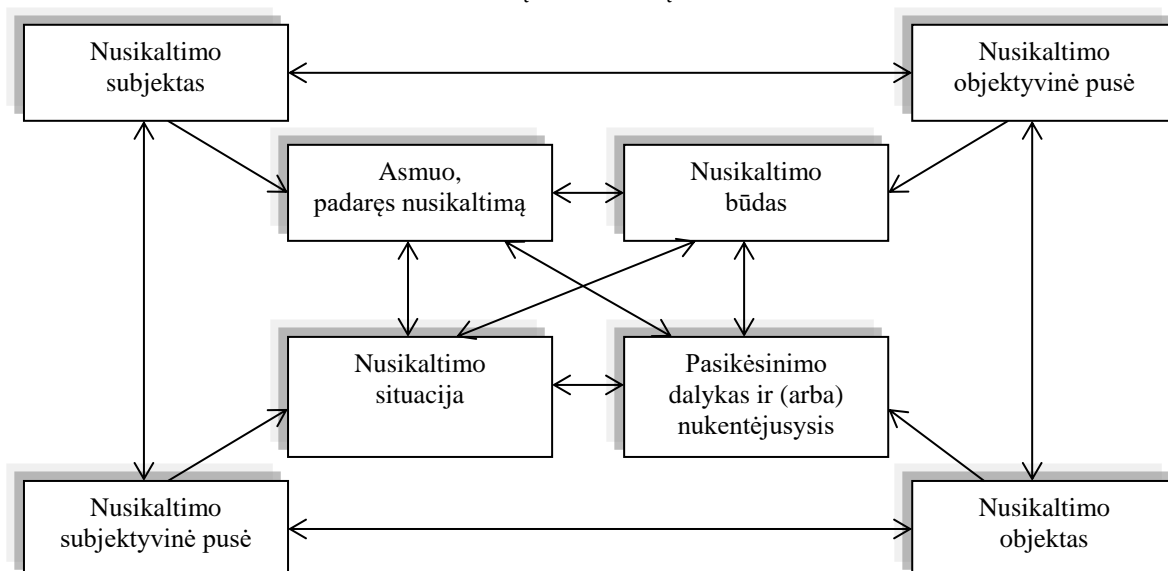 Nusikaltimo
subjektas
Nusikaltimo
objektyvinė pusė
Asmuo,
padaręs nusikaltimą
Nusikaltimo
būdas
Nusikaltimo
situacija
Pasikėsinimo
dalykas ir (arba)
nukentėjusysis
Nusikaltimo
subjektyvinė pusė
Nusikaltimo
objektas